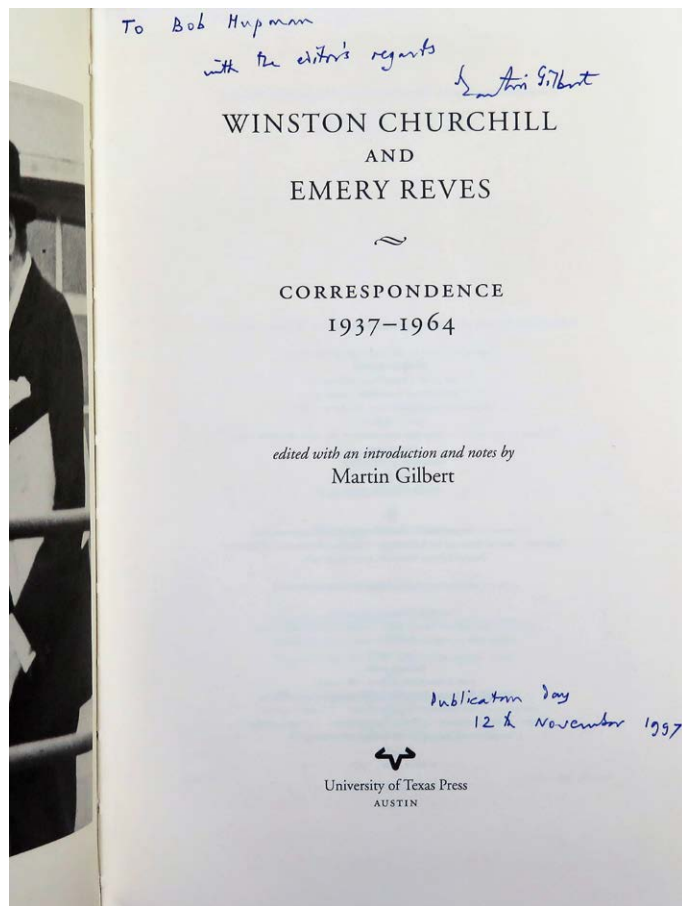 To Bob Hupman
with the editor's regards
Martin Gilbert
WINSTON CHURCHILL
AND
EMERY REVES
CORRESPONDENCE
1937–1964
edited with an introduction and notes by
Martin Gilbert
Publication Day
12th November 1997
University of Texas Press
AUSTIN